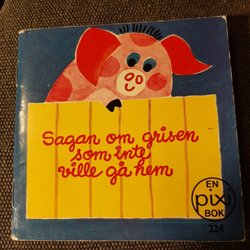 Sagan om grisen
som inte
ville gå hem
EN
pixi
BOK
224